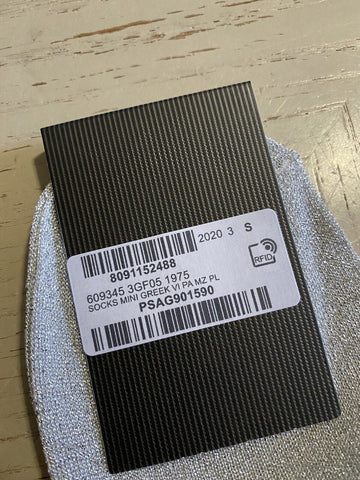 2020 3 S
8091152488
RFID
609345 3GF05 1975
SOCKS MINI GREEK VI PA MZ PL
PSAG901590